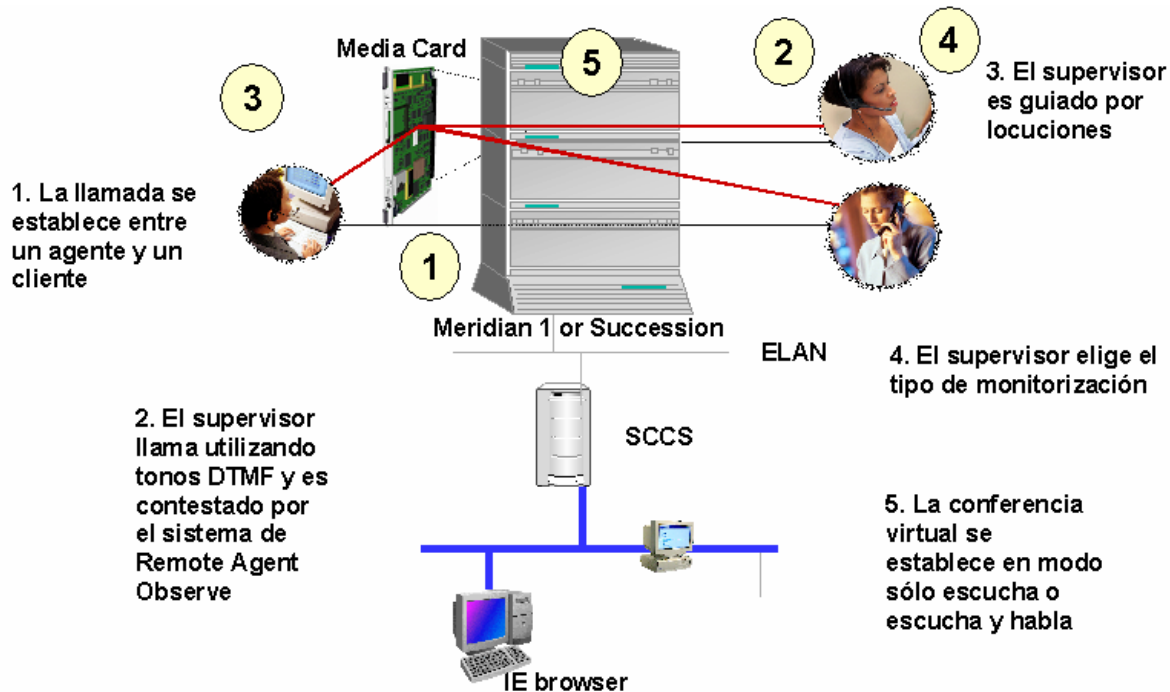 Media Card
5
2
4
3
3. El supervisor
es guiado por
locuciones
1. La llamada se
establece entre
un agente y un
cliente
1
Meridian 1 or Succession
ELAN
4. El supervisor elige el
tipo de monitorización
2. El supervisor
llama utilizando
tonos DTMF y es
contestado por
el sistema de
Remote Agent
Observe
SCCS
5. La conferencia
virtual se
establece en modo
sólo escucha o
escucha y habla
IE browser